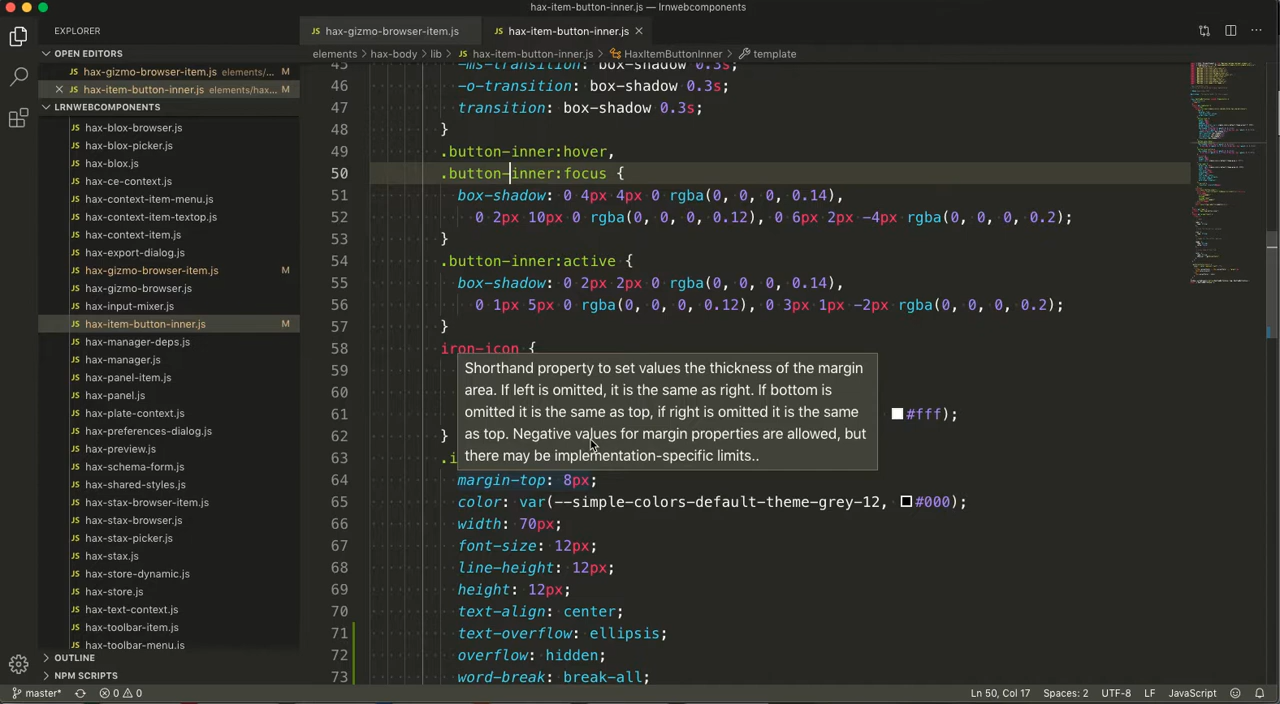 hax-item-button-inner.js — lrnwebcomponents
EXPLORER
OPEN EDITORS
hax-gizmo-browser-item.js elements/... M
hax-item-button-inner.js elements/hax... M
LRNWEBCOMPONENTS
hax-blox-browser.js
hax-blox-picker.js
hax-blox.js
hax-ce-context.js
hax-context-item-menu.js
hax-context-item-textop.js
hax-context-item.js
hax-export-dialog.js
hax-gizmo-browser-item.js M
hax-gizmo-browser.js
hax-input-mixer.js
hax-item-button-inner.js M
hax-manager-deps.js
hax-manager.js
hax-panel-item.js
hax-panel.js
hax-plate-context.js
hax-preferences-dialog.js
hax-preview.js
hax-schema-form.js
hax-shared-styles.js
hax-stax-browser-item.js
hax-stax-browser.js
hax-stax-picker.js
hax-stax.js
hax-store-dynamic.js
hax-store.js
hax-text-context.js
hax-toolbar-item.js
hax-toolbar-menu.js
OUTLINE
NPM SCRIPTS
JS hax-gizmo-browser-item.js
JS hax-item-button-inner.js
elements › hax-body › lib › JS hax-item-button-inner.js › HaxItemButtonInner › template
45 -ms-transition: box-shadow 0.3s;
46 -o-transition: box-shadow 0.3s;
47 transition: box-shadow 0.3s;
48 }
49 .button-inner:hover,
50 .button-inner:focus {
51 box-shadow: 0 4px 4px 0 rgba(0, 0, 0, 0.14),
52 0 2px 10px 0 rgba(0, 0, 0, 0.12), 0 6px 2px -4px rgba(0, 0, 0, 0.2);
53 }
54 .button-inner:active {
55 box-shadow: 0 2px 2px 0 rgba(0, 0, 0, 0.14),
56 0 1px 5px 0 rgba(0, 0, 0, 0.12), 0 3px 1px -2px rgba(0, 0, 0, 0.2);
57 }
58 iron-icon {
59
60
61 #fff);
62 }
63 .i
Shorthand property to set values the thickness of the margin
area. If left is omitted, it is the same as right. If bottom is
omitted it is the same as top, if right is omitted it is the same
as top. Negative values for margin properties are allowed, but
there may be implementation-specific limits..
64 margin-top: 8px;
65 color: var(--simple-colors-default-theme-grey-12, #000);
66 width: 70px;
67 font-size: 12px;
68 line-height: 12px;
69 height: 12px;
70 text-align: center;
71 text-overflow: ellipsis;
72 overflow: hidden;
73 word-break: break-all;
master* 0 0 Ln 50, Col 17 Spaces: 2 UTF-8 LF JavaScript